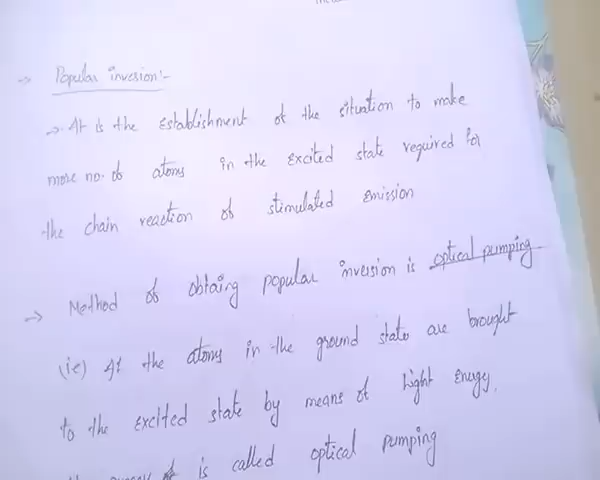 → Popular invesion:-
→ It is the establishment of the situation to make
more no. of atoms in the excited state required for
the chain reaction of stimulated emission
→ Method of obtaing popular inversion is optical pumping
(ie) If the atoms in the ground state are brought
to the excited state by means of light energy.
is called optical pumping